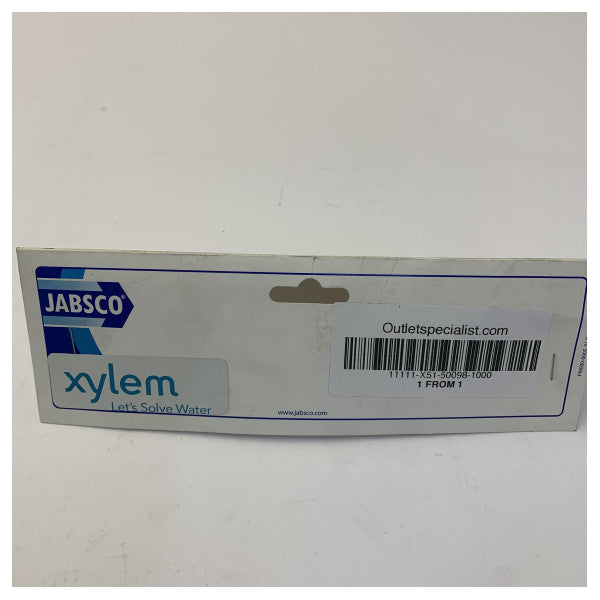 JABSCO®
xylem
Let's Solve Water
www.jabsco.com
Outletspecialist.com
11111-X51-50098-1000
1 FROM 1